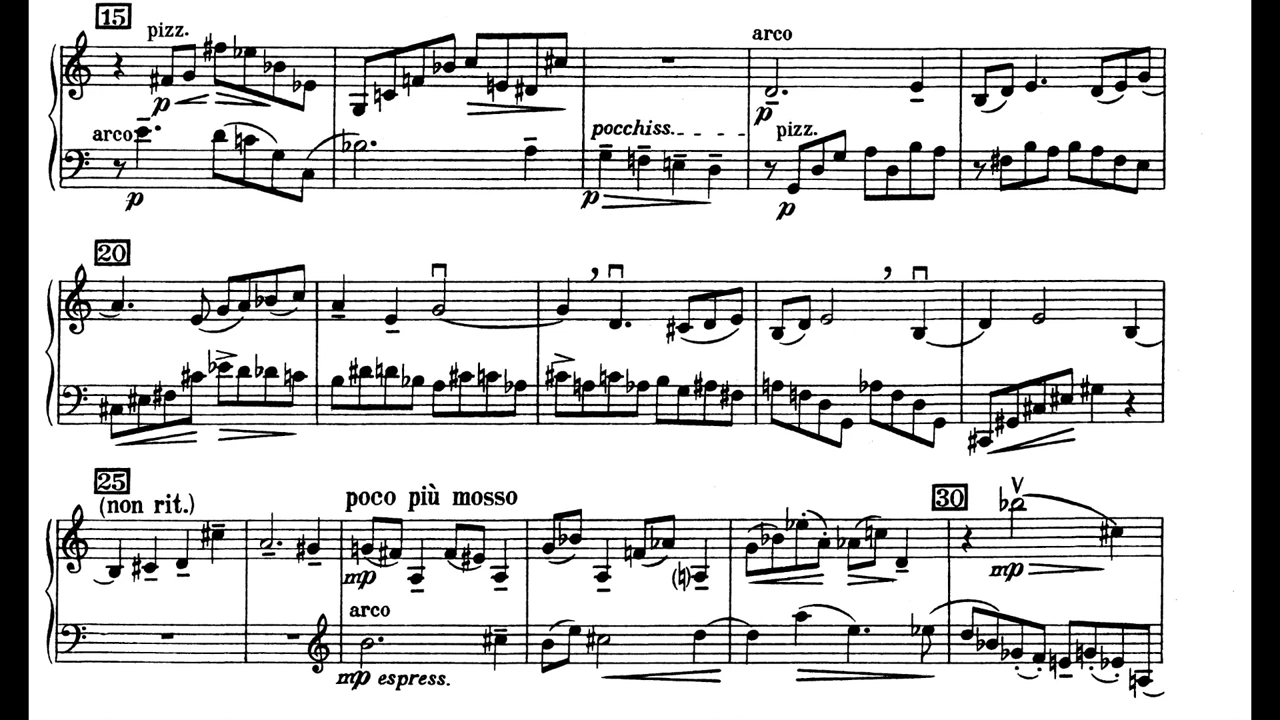 15
pizz.
arco
p
arco
p
pocchiss.
p
p
pizz.
p
20
25
(non rit.)
poco più mosso
30
mp
mp
arco
mp espress.